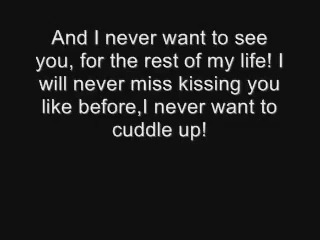 And I never want to see
you, for the rest of my life! I
will never miss kissing you
like before,I never want to
cuddle up!